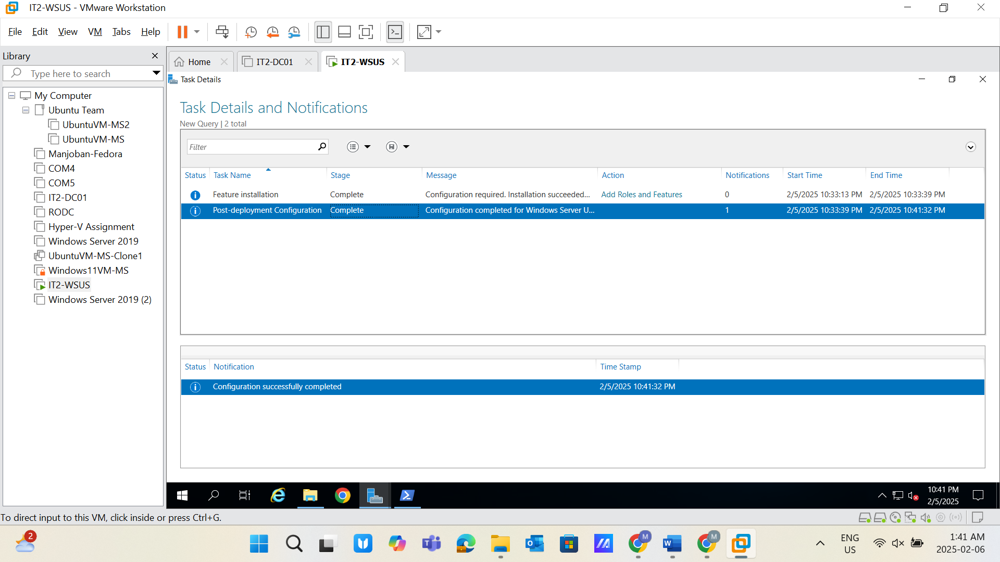 IT2-WSUS - VMware Workstation
File Edit View VM Tabs Help
Library
Type here to search
My Computer
Ubuntu Team
UbuntuVM-MS2
UbuntuVM-MS
Manjoban-Fedora
COM4
COM5
IT2-DC01
RODC
Hyper-V Assignment
Windows Server 2019
UbuntuVM-MS-Clone1
Windows11VM-MS
IT2-WSUS
Windows Server 2019 (2)
Home IT2-DC01 IT2-WSUS
Task Details
Task Details and Notifications
New Query | 2 total
Filter
Status Task Name Stage Message Action Notifications Start Time End Time
Feature installation Complete Configuration required. Installation succeeded... Add Roles and Features 0 2/5/2025 10:33:13 PM 2/5/2025 10:33:39 PM
Post-deployment Configuration Complete Configuration completed for Windows Server U... 1 2/5/2025 10:33:39 PM 2/5/2025 10:41:32 PM
Status Notification Time Stamp
Configuration successfully completed 2/5/2025 10:41:32 PM
10:41 PM
2/5/2025
To direct input to this VM, click inside or press Ctrl+G.
2
M
M
ENG
US
1:41 AM
2025-02-06